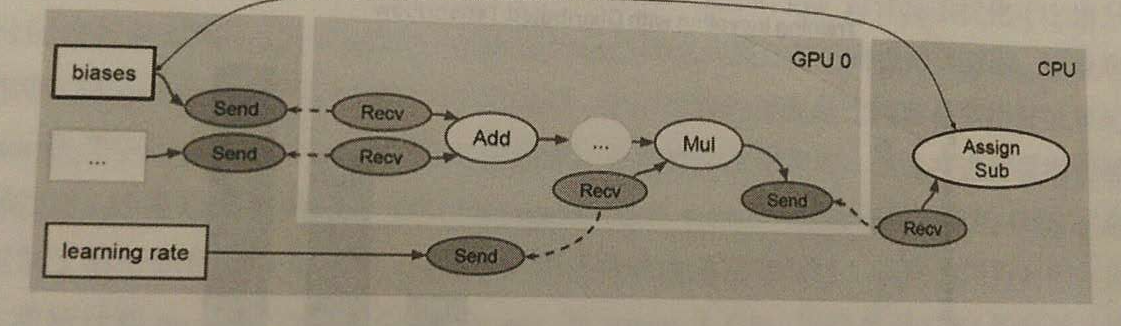 GPU 0
CPU
biases
Send
Recv
Add
...
Mul
Assign
Sub
...
Send
Recv
Recv
Send
Recv
learning rate
Send